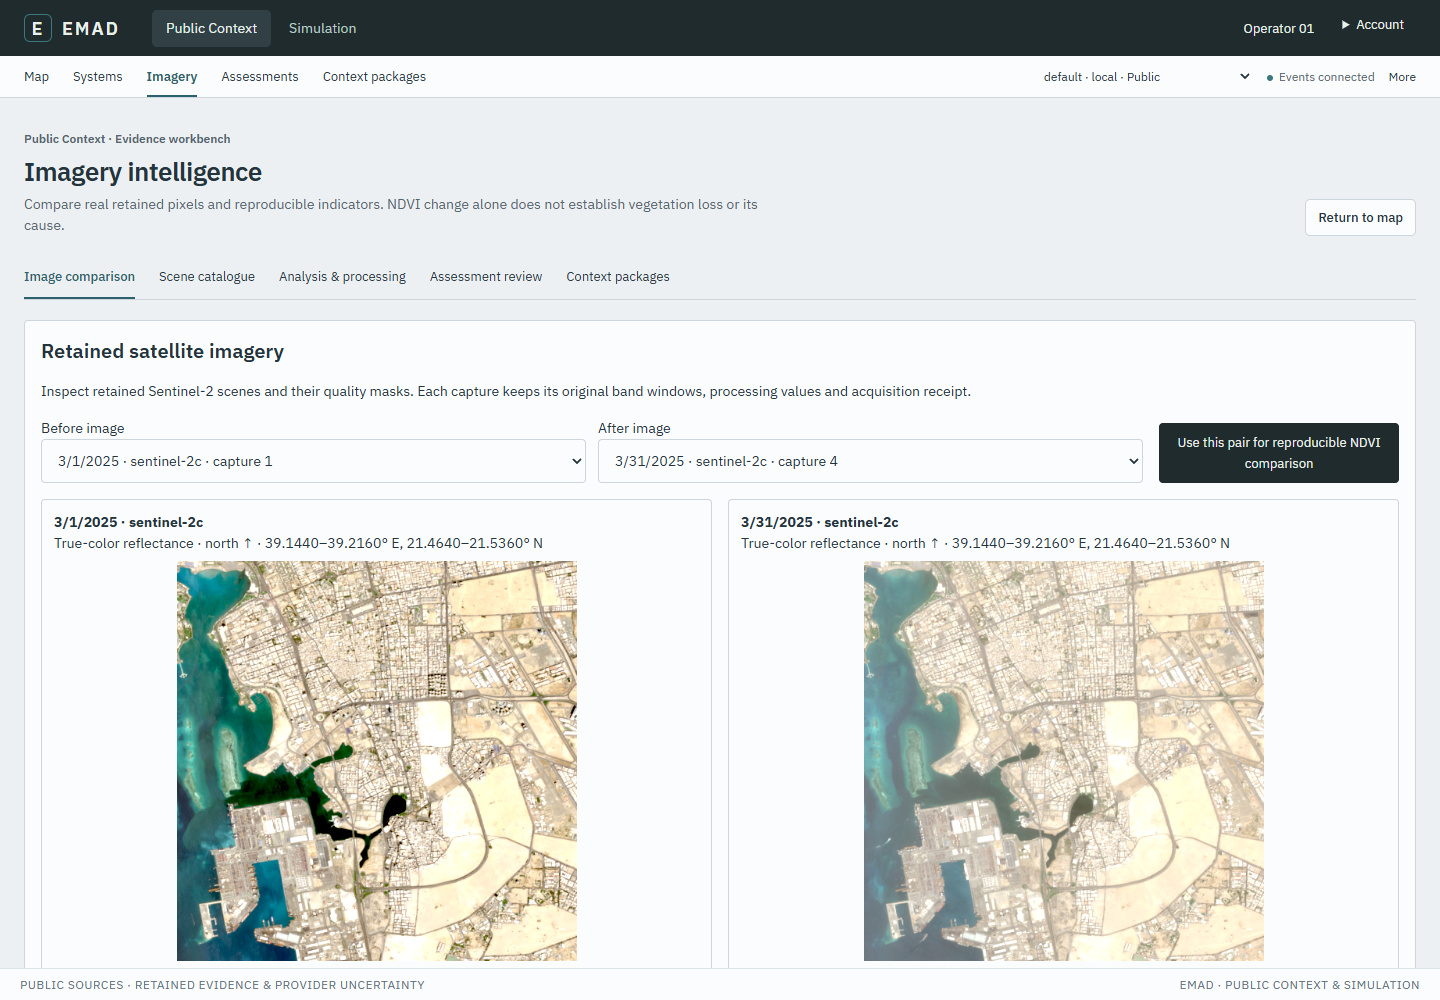 E EMAD Public Context Simulation Operator 01 ▶ Account
Map Systems Imagery Assessments Context packages default · local · Public ● Events connected More
Public Context · Evidence workbench
Imagery intelligence
Compare real retained pixels and reproducible indicators. NDVI change alone does not establish vegetation loss or its
cause.
Return to map
Image comparison Scene catalogue Analysis & processing Assessment review Context packages
Retained satellite imagery
Inspect retained Sentinel-2 scenes and their quality masks. Each capture keeps its original band windows, processing values and acquisition receipt.
Before image
3/1/2025 · sentinel-2c · capture 1
After image
3/31/2025 · sentinel-2c · capture 4
Use this pair for reproducible NDVI
comparison
3/1/2025 · sentinel-2c
True-color reflectance · north ↑ · 39.1440–39.2160° E, 21.4640–21.5360° N
3/31/2025 · sentinel-2c
True-color reflectance · north ↑ · 39.1440–39.2160° E, 21.4640–21.5360° N
PUBLIC SOURCES · RETAINED EVIDENCE & PROVIDER UNCERTAINTY
EMAD · PUBLIC CONTEXT & SIMULATION